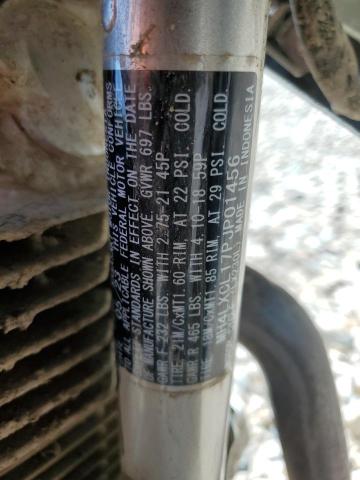 THIS VEHICLE CONFORMS
TO ALL APPLICABLE FEDERAL MOTOR VEHICLE
SAFETY STANDARDS IN EFFECT ON THE DATE
OF MANUFACTURE SHOWN ABOVE. GVWR 697 LBS.
GAWR F 232 LBS. WITH 2.75-21 45P
TIRE, 21M/CxMT1.60 RIM, AT 22 PSI COLD.
GAWR R 465 LBS. WITH 4.10-18 59P
TIRE, 18M/CxMT1.85 RIM, AT 29 PSI COLD.
MH4LXCL17PJP01456
MADE IN INDONESIA